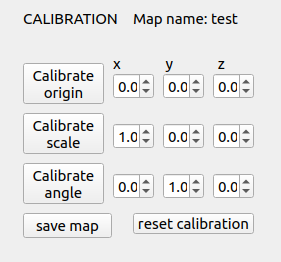 CALIBRATION Map name: test
x y z
Calibrate
origin
0.0 0.0 0.0
Calibrate
scale
1.0 0.0 0.0
Calibrate
angle
0.0 1.0 0.0
save map reset calibration